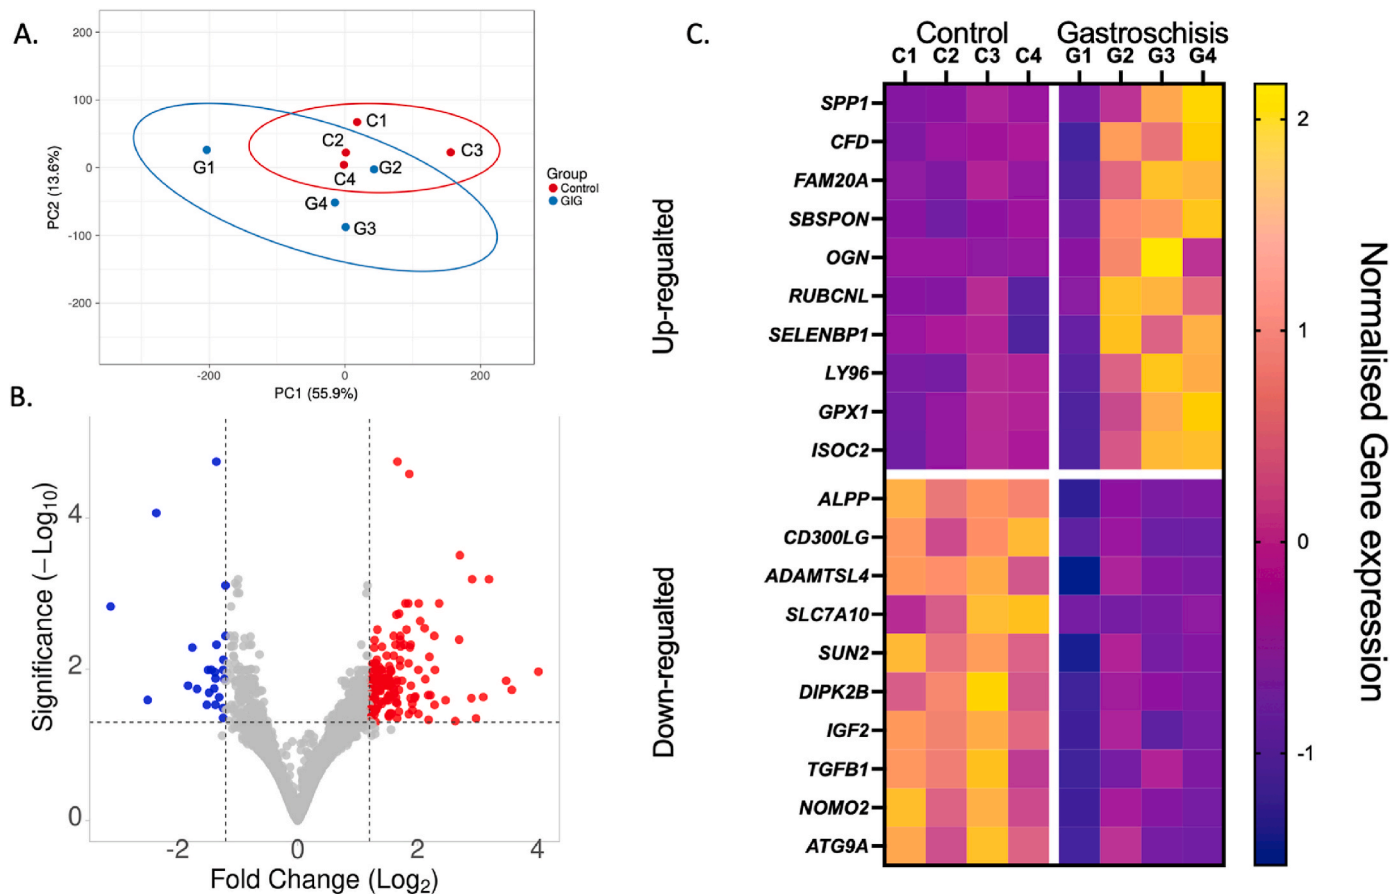 A.
200
100
0
-100
-200
-200
0
200
PC2 (13.6%)
PC1 (55.9%)
C1
C2
C3
C4
G1
G2
G4
G3
Group
Control
GIG
B.
4
2
0
-2
0
2
4
Significance (−Log10)
Fold Change (Log2)
C.
Control Gastroschisis
C1 C2 C3 C4 G1 G2 G3 G4
Up-regualted
SPP1
CFD
FAM20A
SBSPON
OGN
RUBCNL
SELENBP1
LY96
GPX1
ISOC2
Down-regualted
ALPP
CD300LG
ADAMTSL4
SLC7A10
SUN2
DIPK2B
IGF2
TGFB1
NOMO2
ATG9A
2
1
0
-1
Normalised Gene expression